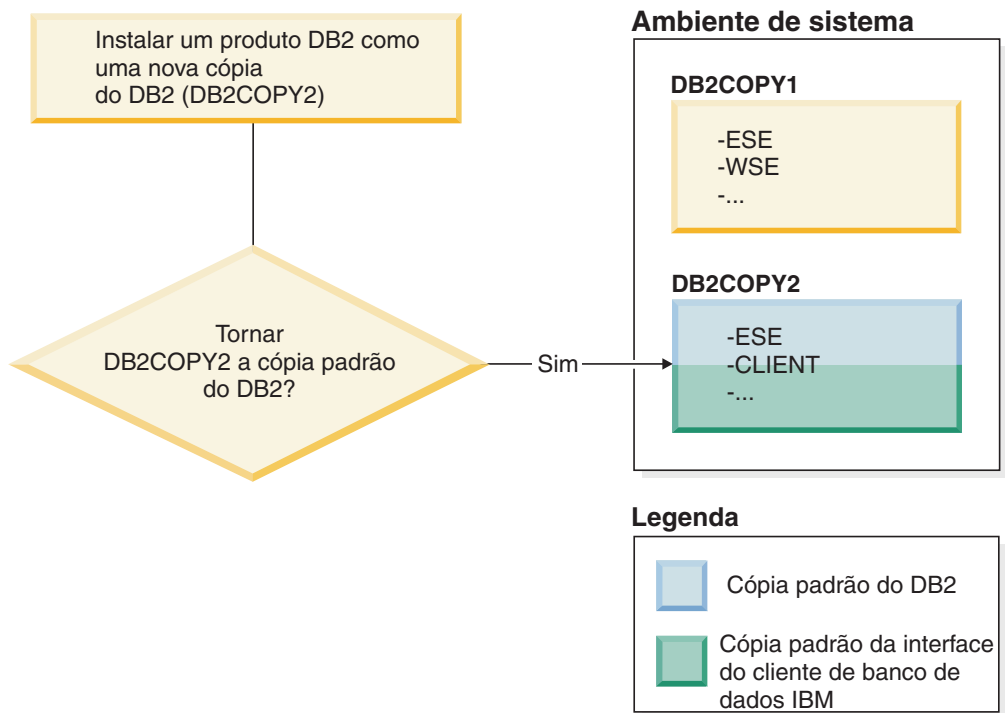 Instalar um produto DB2 como
uma nova cópia
do DB2 (DB2COPY2)
Tornar
DB2COPY2 a cópia padrão
do DB2?
Sim
Ambiente de sistema
DB2COPY1
-ESE
-WSE
-...
DB2COPY2
-ESE
-CLIENT
-...
Legenda
Cópia padrão do DB2
Cópia padrão da interface
do cliente de banco de
dados IBM